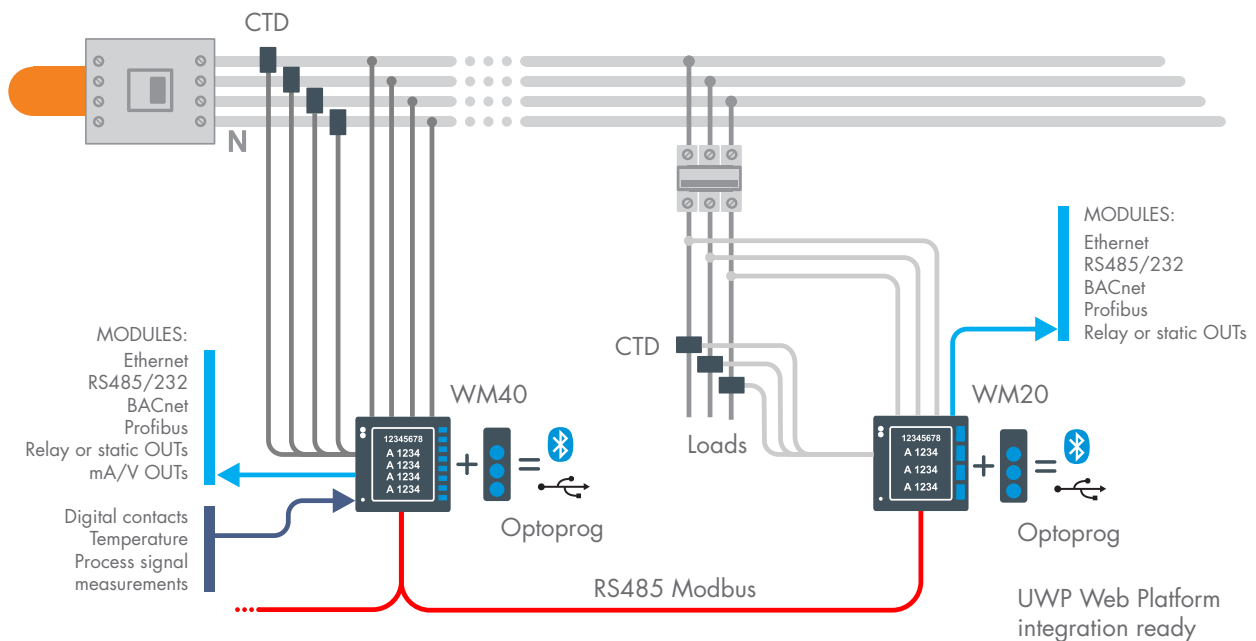 CTD
N
MODULES:
Ethernet
RS485/232
BACnet
Profibus
Relay or static OUTs
mA/V OUTs
Digital contacts
Temperature
Process signal
measurements
WM40
12345678
A 1234
A 1234
A 1234
A 1234
+
=
Optoprog
CTD
Loads
MODULES:
Ethernet
RS485/232
BACnet
Profibus
Relay or static OUTs
WM20
12345678
A 1234
A 1234
A 1234
+
=
Optoprog
RS485 Modbus
UWP Web Platform
integration ready